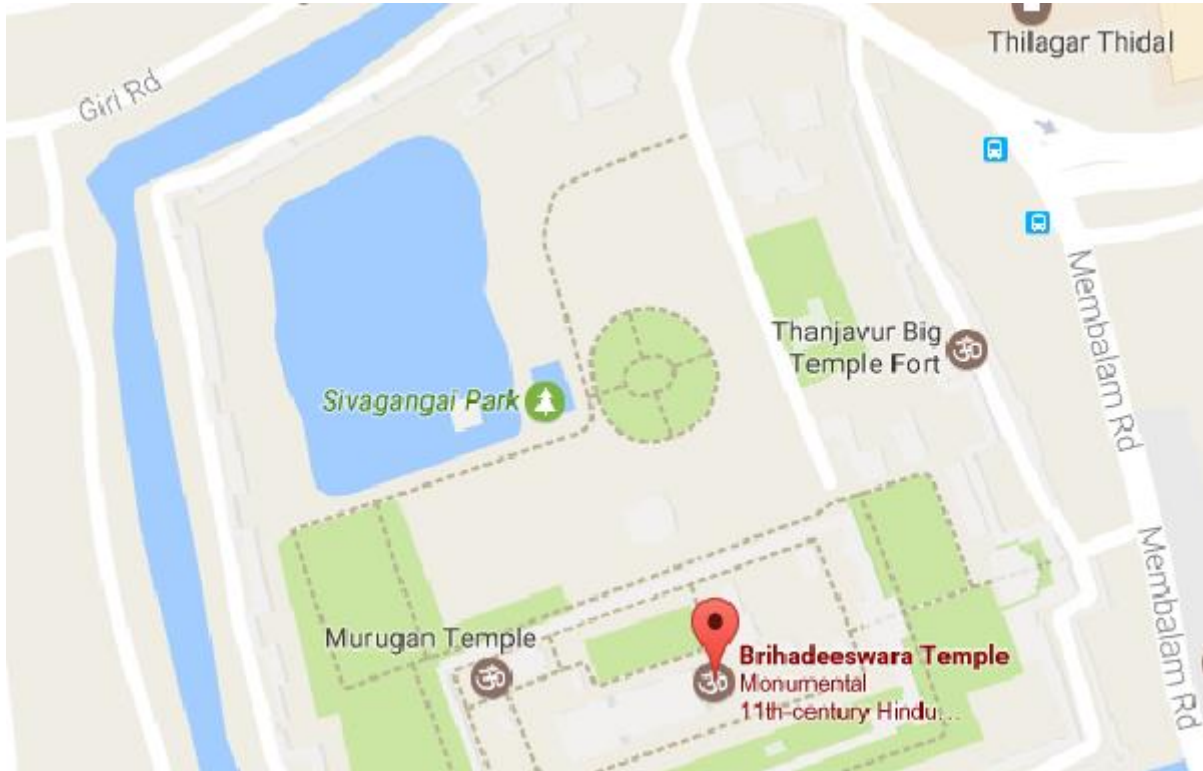 Thilagar Thidal
Giri Rd
Membalam Rd
Thanjavur Big
Temple Fort
Sivagangai Park
Membalam Rd
Murugan Temple
Brihadeeswara Temple
Monumental
11th-century Hindu...